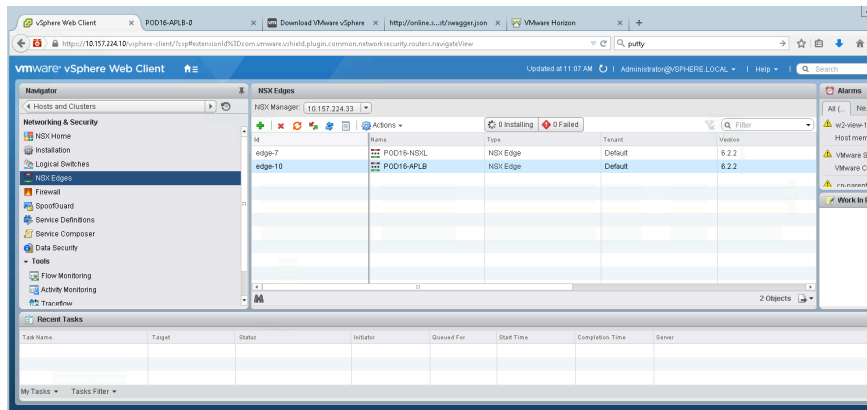 vSphere Web Client
POD16-APLB-0
Download VMware vSphere
http://online.s...st/swagger.json
VMware Horizon
https://10.157.224.10/vsphere-client/?csp#extensionId%3Dcom.vmware.vshield.plugin.common.networksecurity.routers.navigateView
putty
vmware® vSphere Web Client
Updated at 11:07 AM
Administrator@VSPHERE.LOCAL
Help
Search
Navigator
Hosts and Clusters
Networking & Security
NSX Home
Installation
Logical Switches
NSX Edges
Firewall
SpoofGuard
Service Definitions
Service Composer
Data Security
Tools
Flow Monitoring
Activity Monitoring
Traceflow
NSX Edges
NSX Manager: 10.157.224.33
Actions
0 Installing
0 Failed
Filter
Id Name Type Tenant Version
edge-7 POD16-NSXL NSX Edge Default 6.2.2
edge-10 POD16-APLB NSX Edge Default 6.2.2
2 Objects
Alarms
All (... Ne
w2-view-1
Host mem
VMware S
VMware C
cn-parent
Work In P
Recent Tasks
Task Name Target Status Initiator Queued For Start Time Completion Time Server
My Tasks Tasks Filter